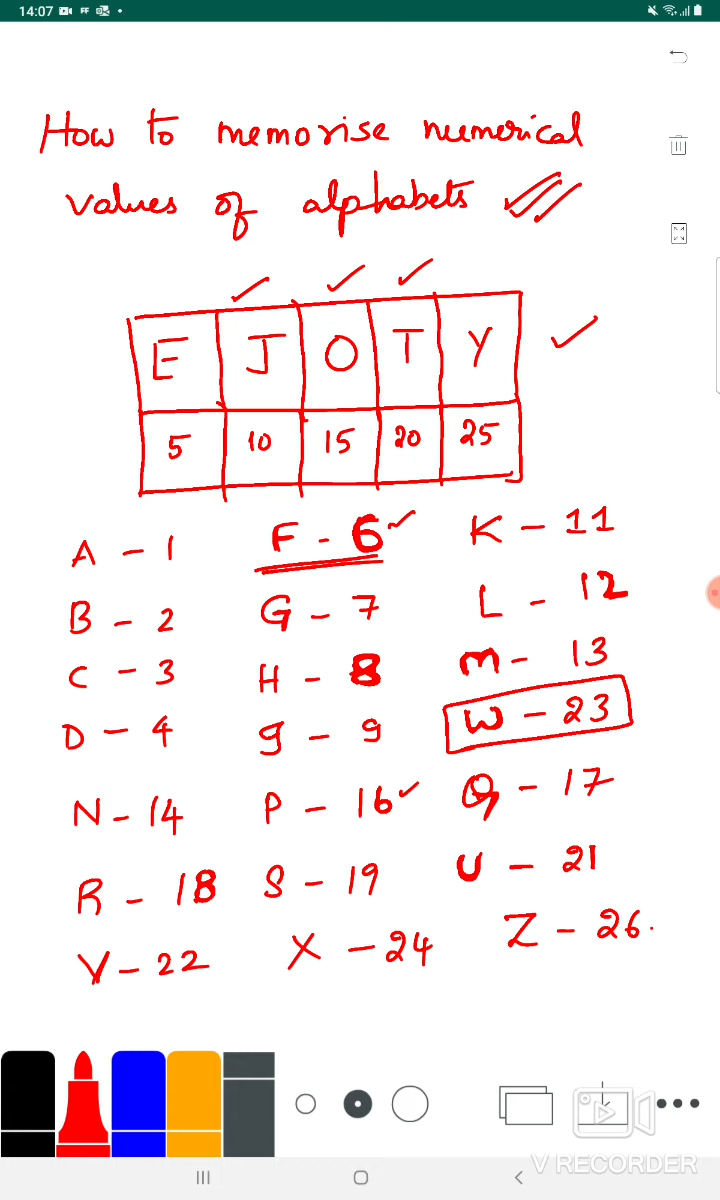 14:07
How to memorise numerical
values of alphabets
E J O T Y
5 10 15 20 25
A - 1 F - 6 K - 11
B - 2 G - 7 L - 12
C - 3 H - 8 M - 13
D - 4 g - 9 W - 23
N - 14 P - 16 Q - 17
R - 18 S - 19 U - 21
V - 22 X - 24 Z - 26.
V RECORDER